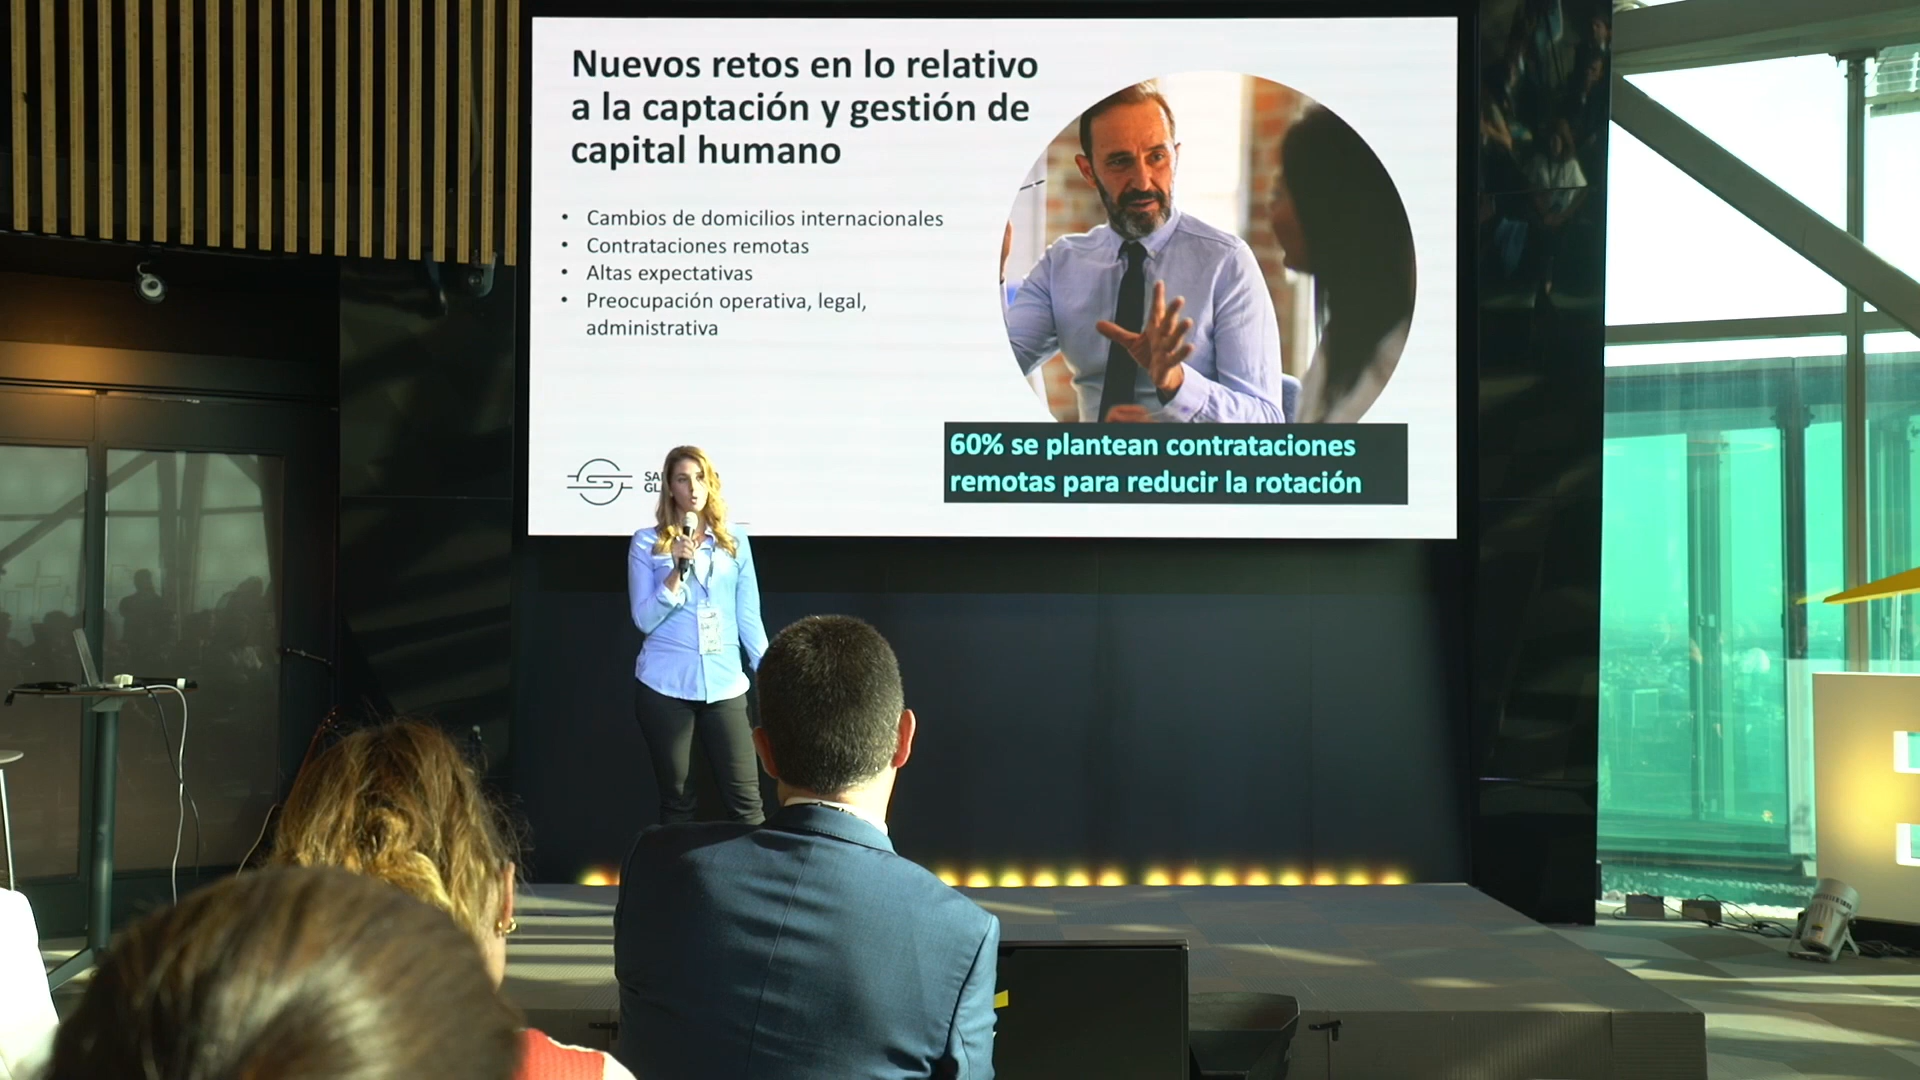 Nuevos retos en lo relativo
a la captación y gestión de
capital humano
• Cambios de domicilios internacionales
• Contrataciones remotas
• Altas expectativas
• Preocupación operativa, legal,
administrativa
60% se plantean contrataciones
remotas para reducir la rotación